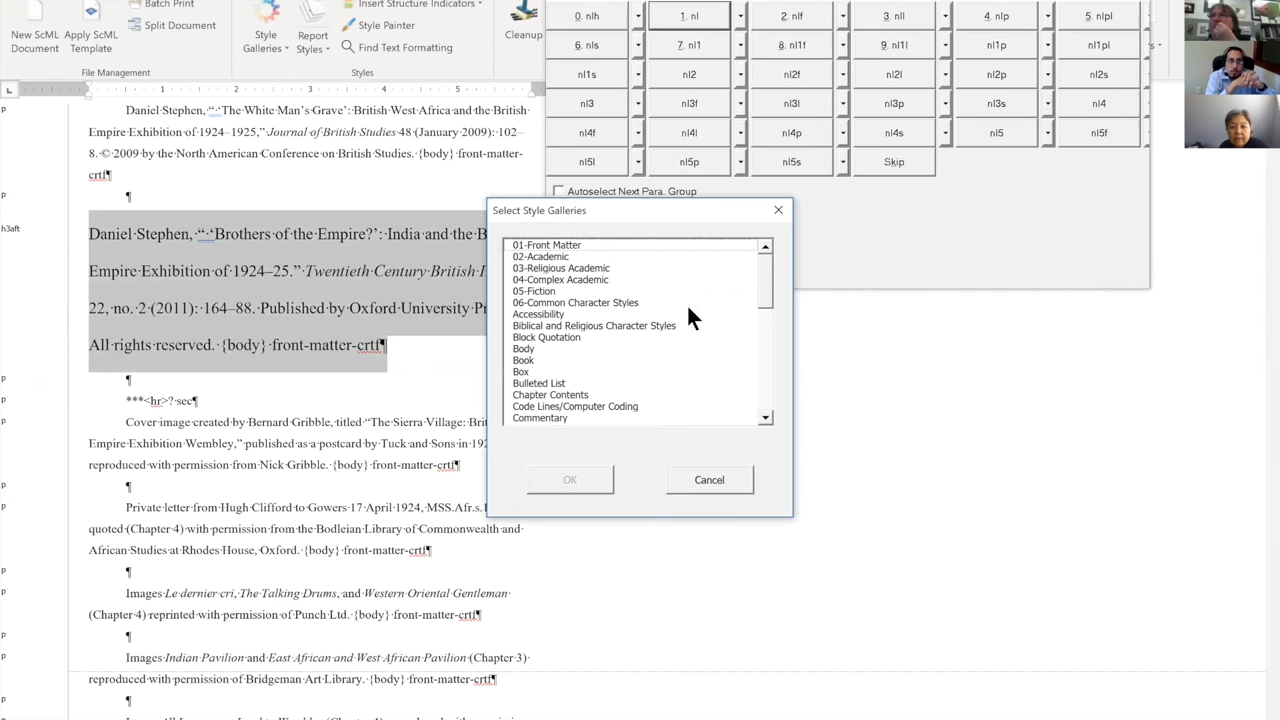 Batch Print
Insert Structure Indicators
Split Document
Style Painter
New ScML
Document
Apply ScML
Template
Style
Galleries
Report
Styles
Find Text Formatting
Cleanup
File Management
Styles
0. nlh
1. nl
2. nlf
3. nll
4. nlp
5. nlpl
6. nls
7. nl1
8. nl1f
9. nl1l
nl1p
nl1pl
nl1s
nl2
nl2f
nl2l
nl2p
nl2s
nl3
nl3f
nl3l
nl3p
nl3s
nl4
nl4f
nl4l
nl4p
nl4s
nl5
nl5f
nl5l
nl5p
nl5s
Skip
Autoselect Next Para. Group
1 2 3 4 5
p
Daniel Stephen, “ ‘The White Man’s Grave’: British West Africa and the British
Empire Exhibition of 1924–1925,” Journal of British Studies 48 (January 2009): 102–
8. © 2009 by the North American Conference on British Studies. {body} front-matter-
crtf¶
p
¶
h3aft
Daniel Stephen, “ ‘Brothers of the Empire?’: India and the B
Empire Exhibition of 1924–25.” Twentieth Century British
22, no. 2 (2011): 164–88. Published by Oxford University P
All rights reserved. {body} front-matter-crtf¶
p
¶
p
***<hr>? sec¶
p
Cover image created by Bernard Gribble, titled “The Sierra Village: Bri
Empire Exhibition Wembley,” published as a postcard by Tuck and Sons in 192
reproduced with permission from Nick Gribble. {body} front-matter-crtf¶
p
¶
p
Private letter from Hugh Clifford to Gowers 17 April 1924, MSS.Afr.s.
quoted (Chapter 4) with permission from the Bodleian Library of Commonwealth and
African Studies at Rhodes House, Oxford. {body} front-matter-crtf¶
p
¶
p
Images Le dernier cri, The Talking Drums, and Western Oriental Gentleman
(Chapter 4) reprinted with permission of Punch Ltd. {body} front-matter-crtf¶
p
¶
p
Images Indian Pavilion and East African and West African Pavilion (Chapter 3)
reproduced with permission of Bridgeman Art Library. {body} front-matter-crtf¶
p
¶
Select Style Galleries
01-Front Matter
02-Academic
03-Religious Academic
04-Complex Academic
05-Fiction
06-Common Character Styles
Accessibility
Biblical and Religious Character Styles
Block Quotation
Body
Book
Box
Bulleted List
Chapter Contents
Code Lines/Computer Coding
Commentary
OK
Cancel